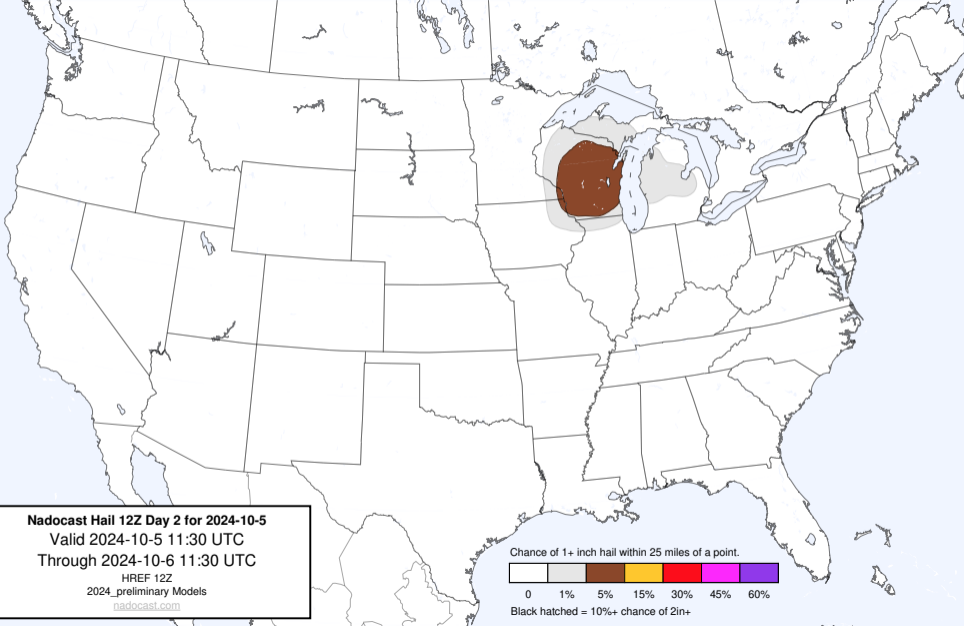 Nadocast Hail 12Z Day 2 for 2024-10-5
Valid 2024-10-5 11:30 UTC
Through 2024-10-6 11:30 UTC
HREF 12Z
2024_preliminary Models
nadocast.com
Chance of 1+ inch hail within 25 miles of a point.
0 1% 5% 15% 30% 45% 60%
Black hatched = 10%+ chance of 2in+